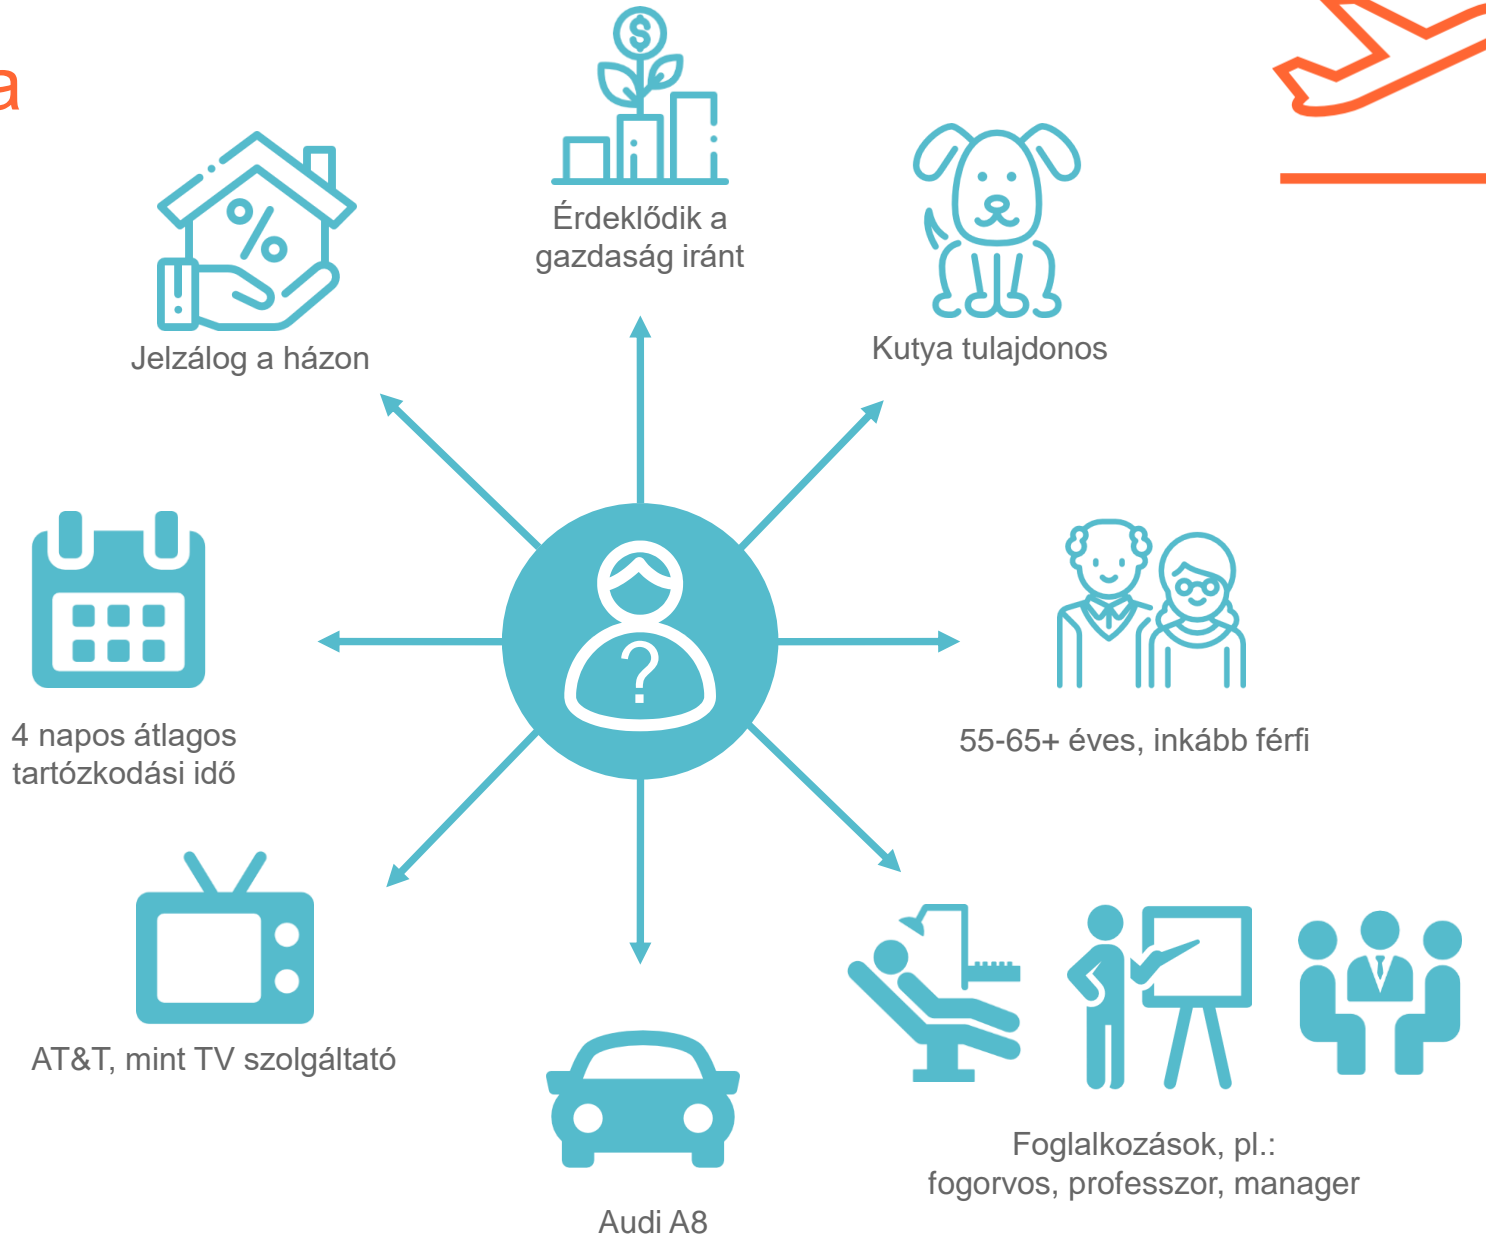 a
Érdeklődik a
gazdaság iránt
Jelzálog a házon
Kutya tulajdonos
4 napos átlagos
tartózkodási idő
?
55-65+ éves, inkább férfi
AT&T, mint TV szolgáltató
Audi A8
Foglalkozások, pl.:
fogorvos, professzor, manager